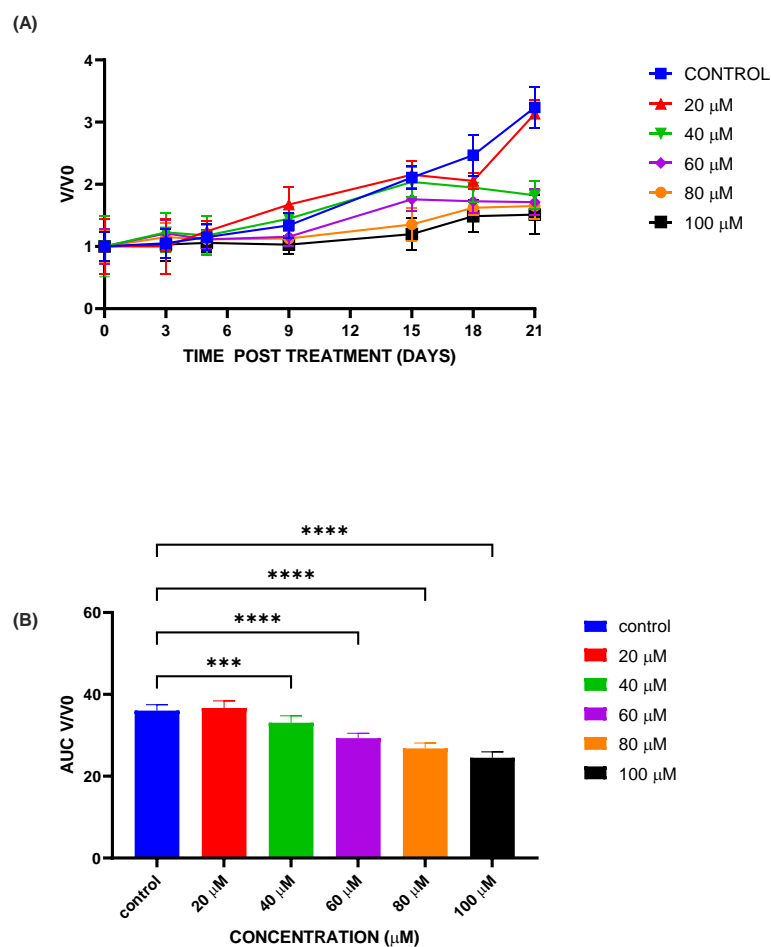 (A)
4
3
2
1
0
V/V0
0 3 6 9 12 15 18 21
TIME POST TREATMENT (DAYS)
CONTROL
20 μM
40 μM
60 μM
80 μM
100 μM
(B)
****
****
****
***
60
40
20
0
AUC V/V0
control 20 μM 40 μM 60 μM 80 μM 100 μM
CONCENTRATION (μM)
control
20 μM
40 μM
60 μM
80 μM
100 μM